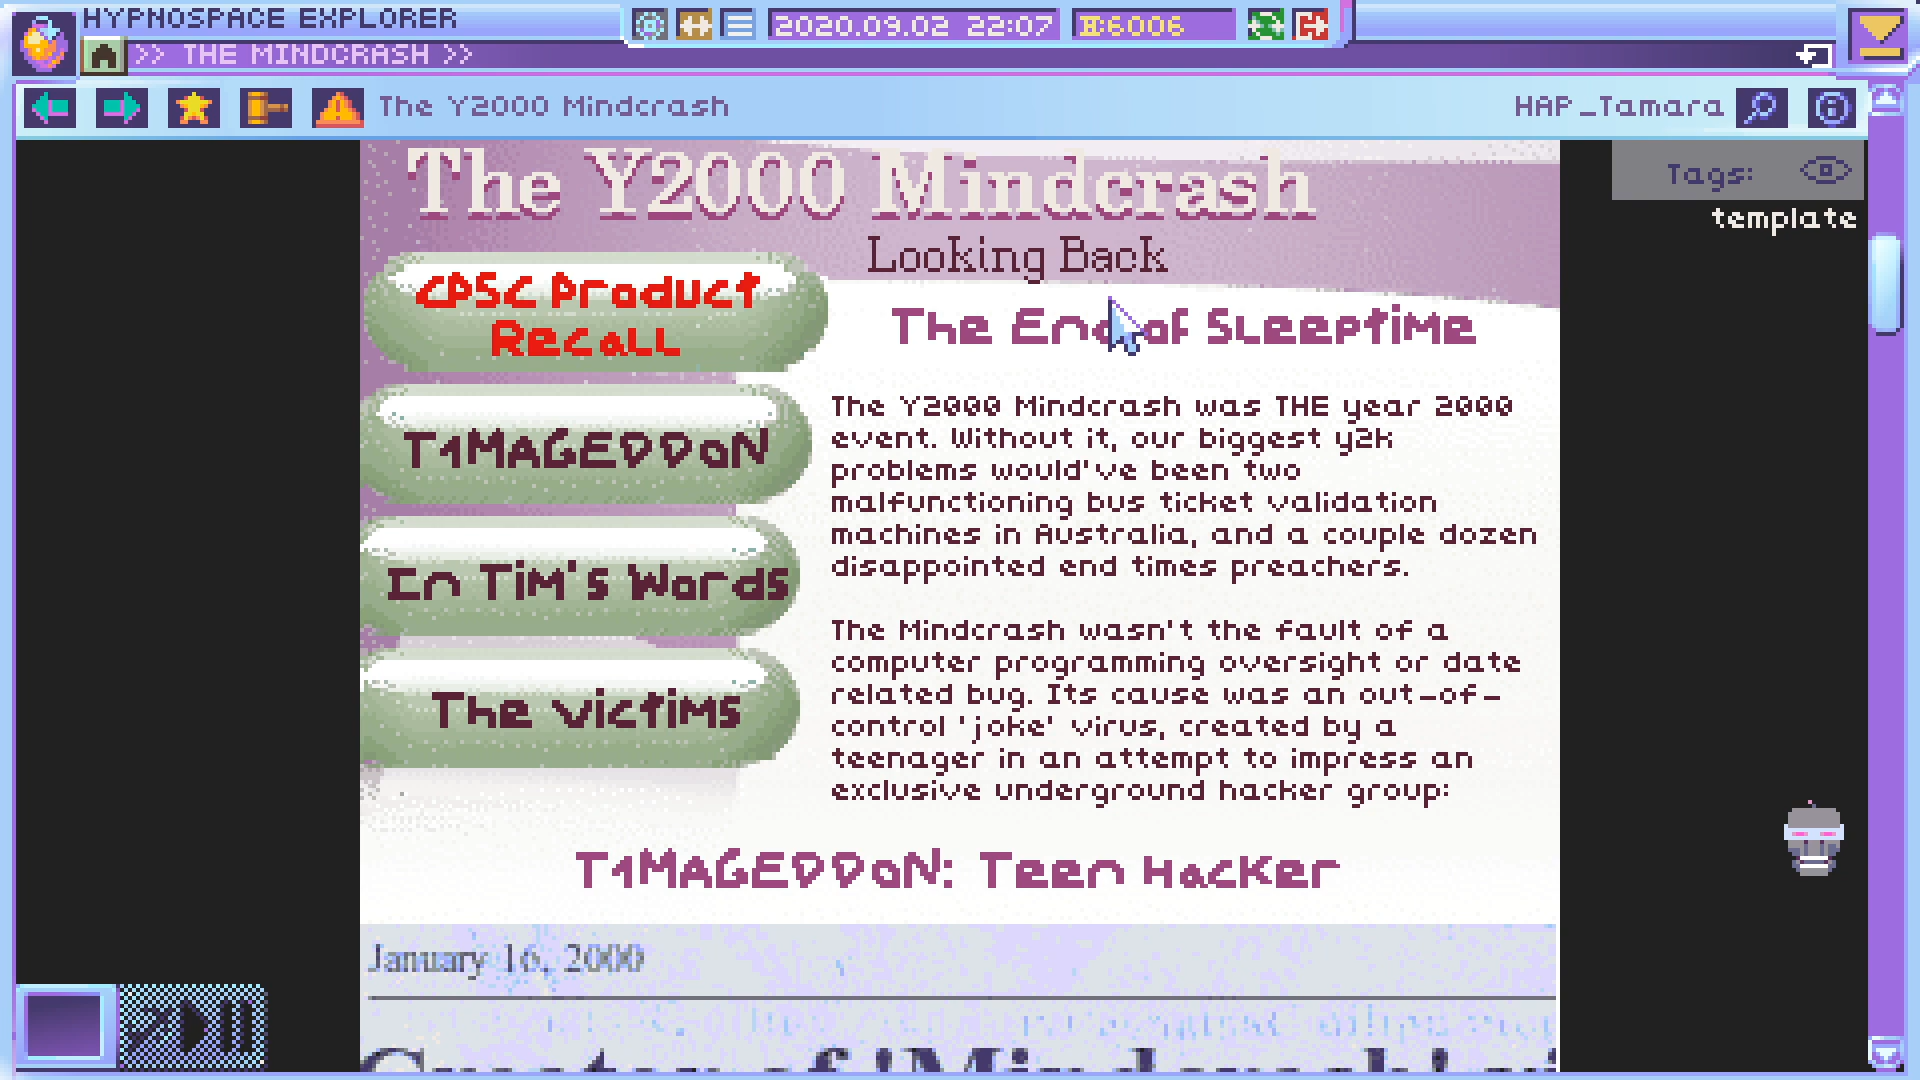 HYPNOSPACE EXPLORER
2020.09.02 22:07
ID:6006
>> THE MINDCRASH >>
The Y2000 Mindcrash
HAP_Tamara
Tags:
template
The Y2000 Mindcrash
Looking Back
CPSC Product
Recall
T1MAGEDDoN
In Tim's Words
The Victims
The End of Sleeptime
The Y2000 Mindcrash was THE year 2000
event. Without it, our biggest y2k
problems would've been two
malfunctioning bus ticket validation
machines in Australia, and a couple dozen
disappointed end times preachers.
The Mindcrash wasn't the fault of a
computer programming oversight or date
related bug. Its cause was an out-of-
control 'joke' virus, created by a
teenager in an attempt to impress an
exclusive underground hacker group:
T1MAGEDDoN: Teen Hacker
January 16, 2000
Creator of 'Mindcrash'